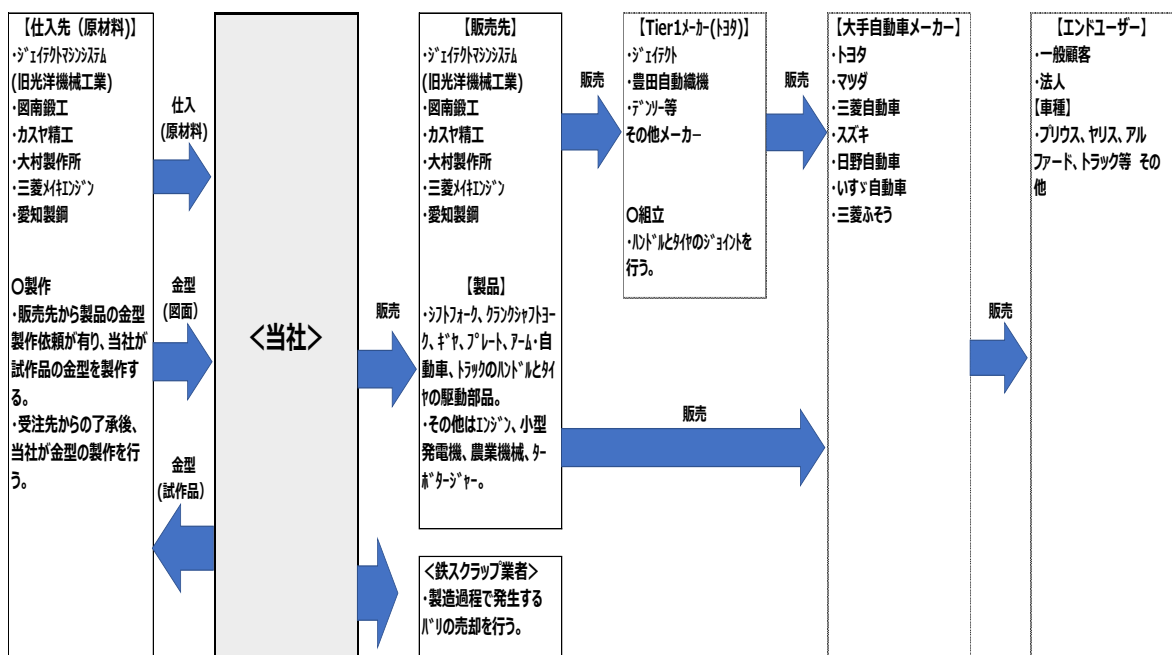 【仕入先（原材料)】
・ｼﾞｪｲﾃｸﾄﾏｼﾝｼｽﾃﾑ
(旧光洋機械工業)
・図南鍛工
・カスヤ精工
・大村製作所
・三菱ﾒｲｷｴﾝｼﾞﾝ
・愛知製鋼
〇製作
・販売先から製品の金型
製作依頼が有り、当社が
試作品の金型を製作す
る。
・受注先からの了承後、
当社が金型の製作を行
う。
仕入
(原材料)
金型
(図面)
金型
(試作品)
＜当社＞
販売
【販売先】
・ｼﾞｪｲﾃｸﾄﾏｼﾝｼｽﾃﾑ
(旧光洋機械工業)
・図南鍛工
・カスヤ精工
・大村製作所
・三菱ﾒｲｷｴﾝｼﾞﾝ
・愛知製鋼
【製品】
・ｼﾌﾄﾌｫｰｸ、ｸﾗﾝｸｼｬﾌﾄﾖｰ
ｸ、ｷﾞﾔ、ﾌﾟﾚｰﾄ、ｱｰﾑ・自
動車、ﾄﾗｯｸのﾊﾝﾄﾞﾙとﾀｲ
ﾔの駆動部品。
・その他はｴﾝｼﾞﾝ、小型
発電機、農業機械、ﾀｰ
ﾎﾞﾀｰｼﾞｬｰ。
＜鉄スクラップ業者＞
・製造過程で発生する
ﾊﾞﾘの売却を行う。
販売
【Tier1ﾒｰｶｰ(ﾄﾖﾀ)】
・ｼﾞｪｲﾃｸﾄ
・豊田自動織機
・ﾃﾞﾝｿｰ等
その他メーカー
〇組立
・ﾊﾝﾄﾞﾙとﾀｲﾔのｼﾞｮｲﾝﾄを
行う。
販売
販売
【大手自動車メーカー】
・トヨタ
・マツダ
・三菱自動車
・スズキ
・日野自動車
・いすゞ自動車
・三菱ふそう
販売
【エンドユーザー】
・一般顧客
・法人
【車種】
・プリウス、ヤリス、アル
ファード、トラック等 その
他